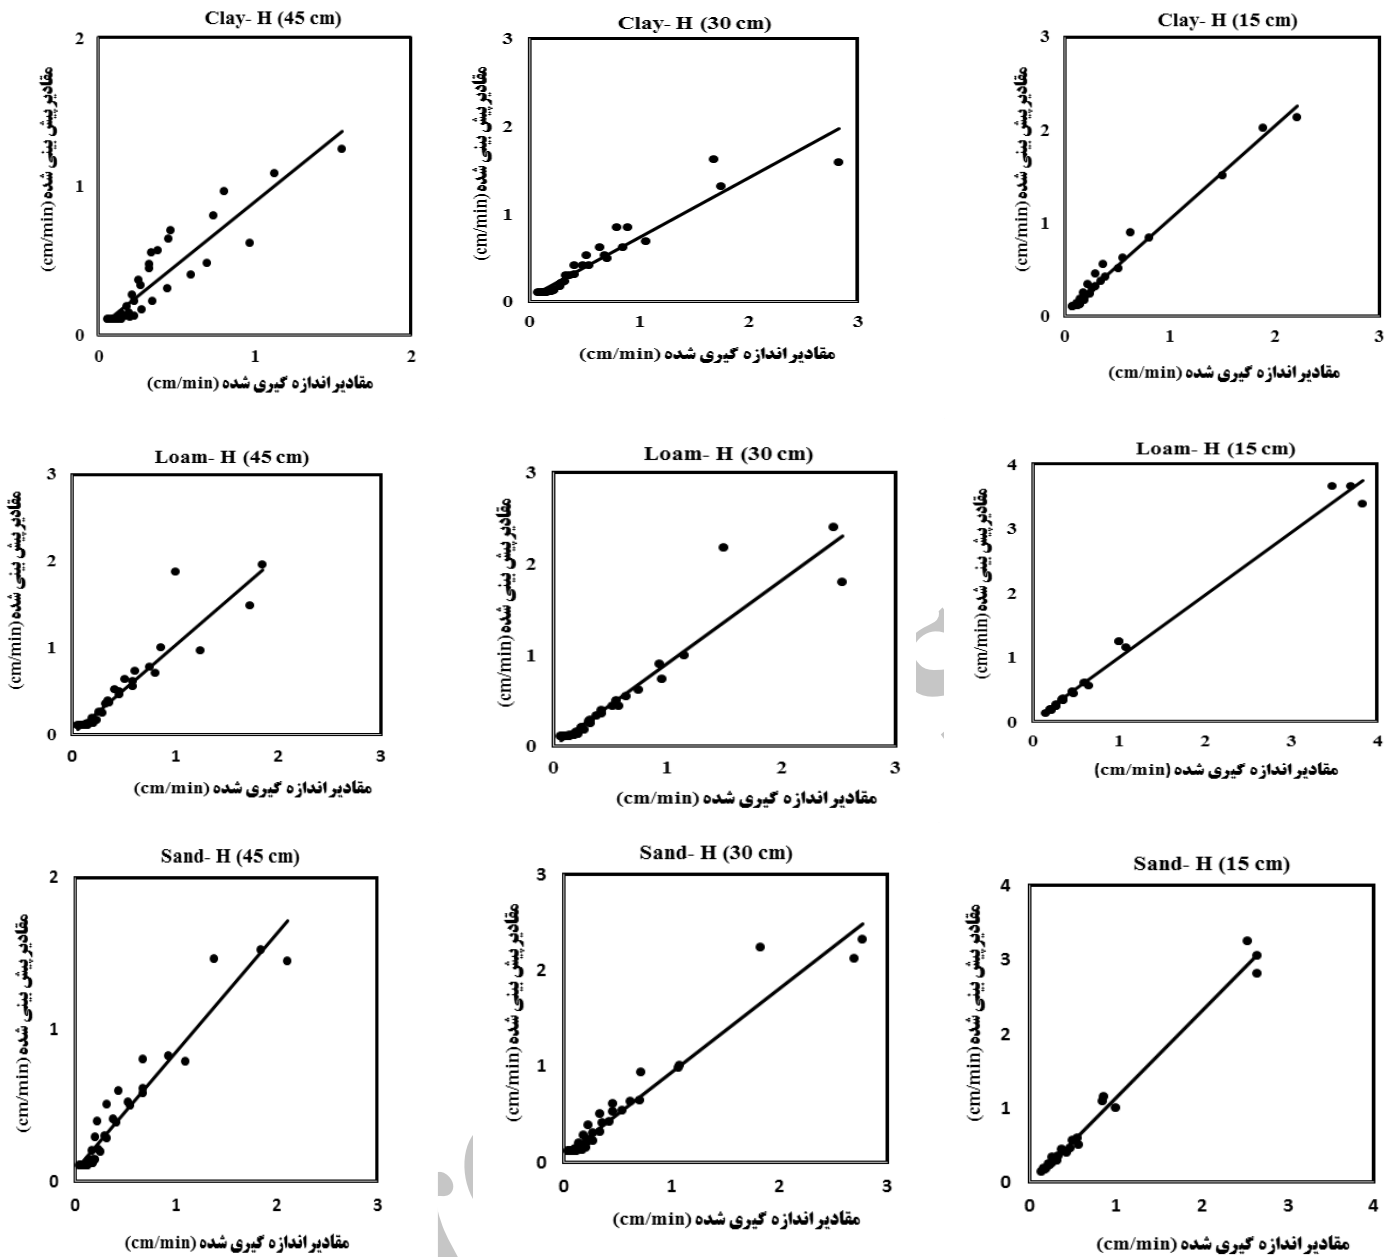 Clay- H (45 cm)
2
1
0
0 1 2
مقادیر پیش بینی شده (cm/min)
مقادیر اندازه گیری شده (cm/min)
Clay- H (30 cm)
3
2
1
0
0 1 2 3
مقادیر پیش بینی شده (cm/min)
مقادیر اندازه گیری شده (cm/min)
Clay- H (15 cm)
3
2
1
0
0 1 2 3
مقادیر پیش بینی شده (cm/min)
مقادیر اندازه گیری شده (cm/min)
Loam- H (45 cm)
3
2
1
0
0 1 2 3
مقادیر پیش بینی شده (cm/min)
مقادیر اندازه گیری شده (cm/min)
Loam- H (30 cm)
3
2
1
0
0 1 2 3
مقادیر پیش بینی شده (cm/min)
مقادیر اندازه گیری شده (cm/min)
Loam- H (15 cm)
4
3
2
1
0
0 1 2 3 4
مقادیر پیش بینی شده (cm/min)
مقادیر اندازه گیری شده (cm/min)
Sand- H (45 cm)
2
1
0
0 1 2 3
مقادیر پیش بینی شده (cm/min)
مقادیر اندازه گیری شده (cm/min)
Sand- H (30 cm)
3
2
1
0
0 1 2 3
مقادیر پیش بینی شده (cm/min)
مقادیر اندازه گیری شده (cm/min)
Sand- H (15 cm)
4
3
2
1
0
0 1 2 3 4
مقادیر پیش بینی شده (cm/min)
مقادیر اندازه گیری شده (cm/min)